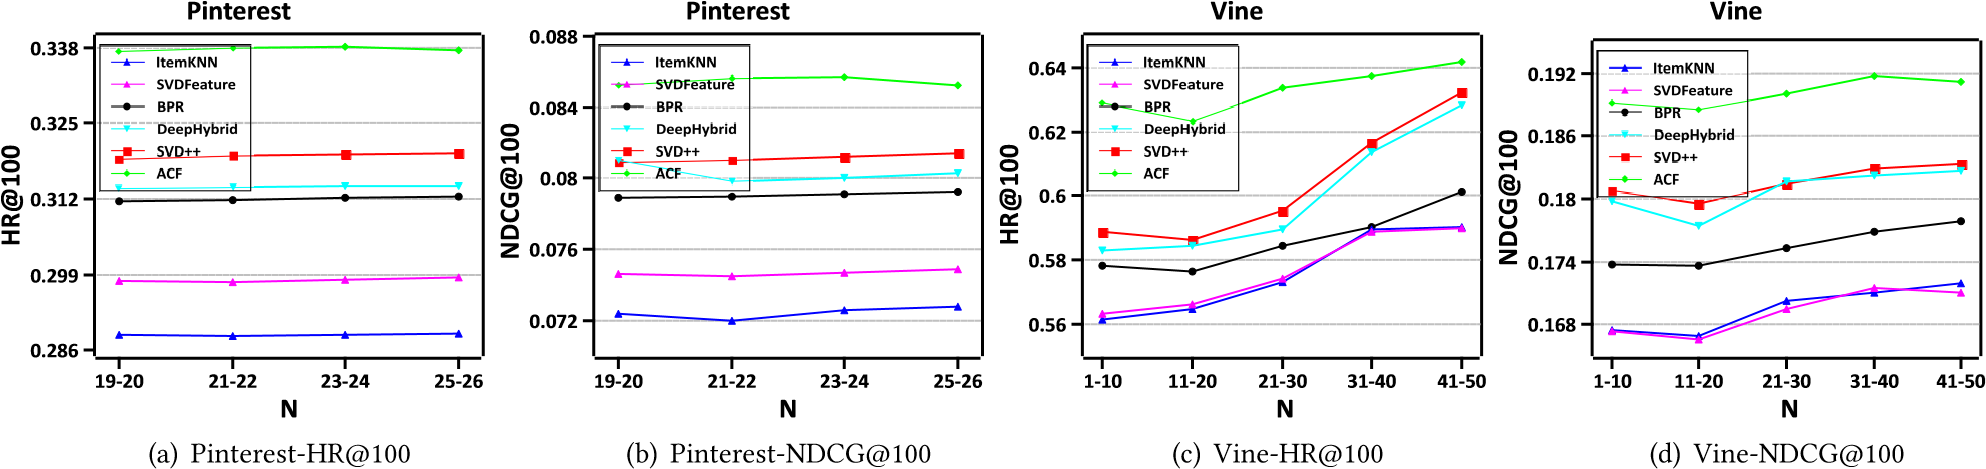 Pinterest
HR@100
0.338
0.325
0.312
0.299
0.286
ItemKNN
SVDFeature
BPR
DeepHybrid
SVD++
ACF
19-20 21-22 23-24 25-26
N
(a) Pinterest-HR@100
Pinterest
NDCG@100
0.088
0.084
0.08
0.076
0.072
ItemKNN
SVDFeature
BPR
DeepHybrid
SVD++
ACF
19-20 21-22 23-24 25-26
N
(b) Pinterest-NDCG@100
Vine
HR@100
0.64
0.62
0.6
0.58
0.56
ItemKNN
SVDFeature
BPR
DeepHybrid
SVD++
ACF
1-10 11-20 21-30 31-40 41-50
N
(c) Vine-HR@100
Vine
NDCG@100
0.192
0.186
0.18
0.174
0.168
ItemKNN
SVDFeature
BPR
DeepHybrid
SVD++
ACF
1-10 11-20 21-30 31-40 41-50
N
(d) Vine-NDCG@100